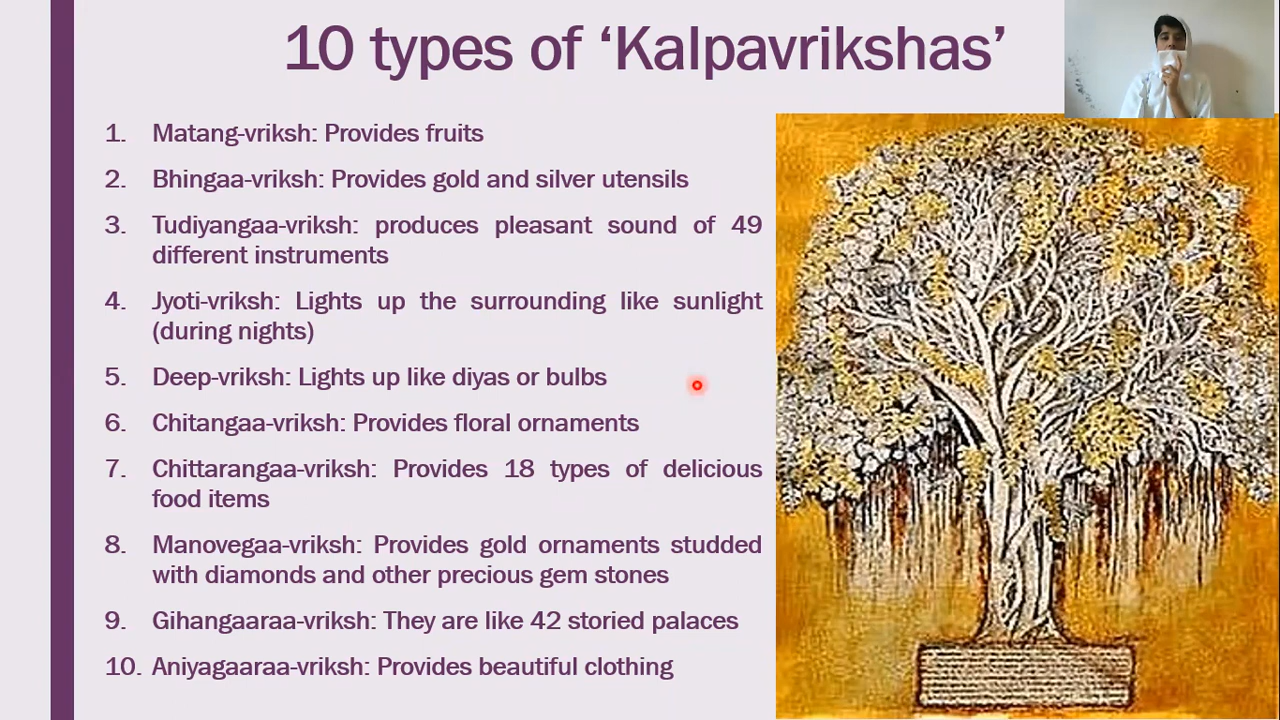 10 types of ‘Kalpavrikshas’
1. Matang-vriksh: Provides fruits
2. Bhingaa-vriksh: Provides gold and silver utensils
3. Tudiyangaa-vriksh: produces pleasant sound of 49
different instruments
4. Jyoti-vriksh: Lights up the surrounding like sunlight
(during nights)
5. Deep-vriksh: Lights up like diyas or bulbs
6. Chitangaa-vriksh: Provides floral ornaments
7. Chittarangaa-vriksh: Provides 18 types of delicious
food items
8. Manovegaa-vriksh: Provides gold ornaments studded
with diamonds and other precious gem stones
9. Gihangaaraa-vriksh: They are like 42 storied palaces
10. Aniyagaaraa-vriksh: Provides beautiful clothing